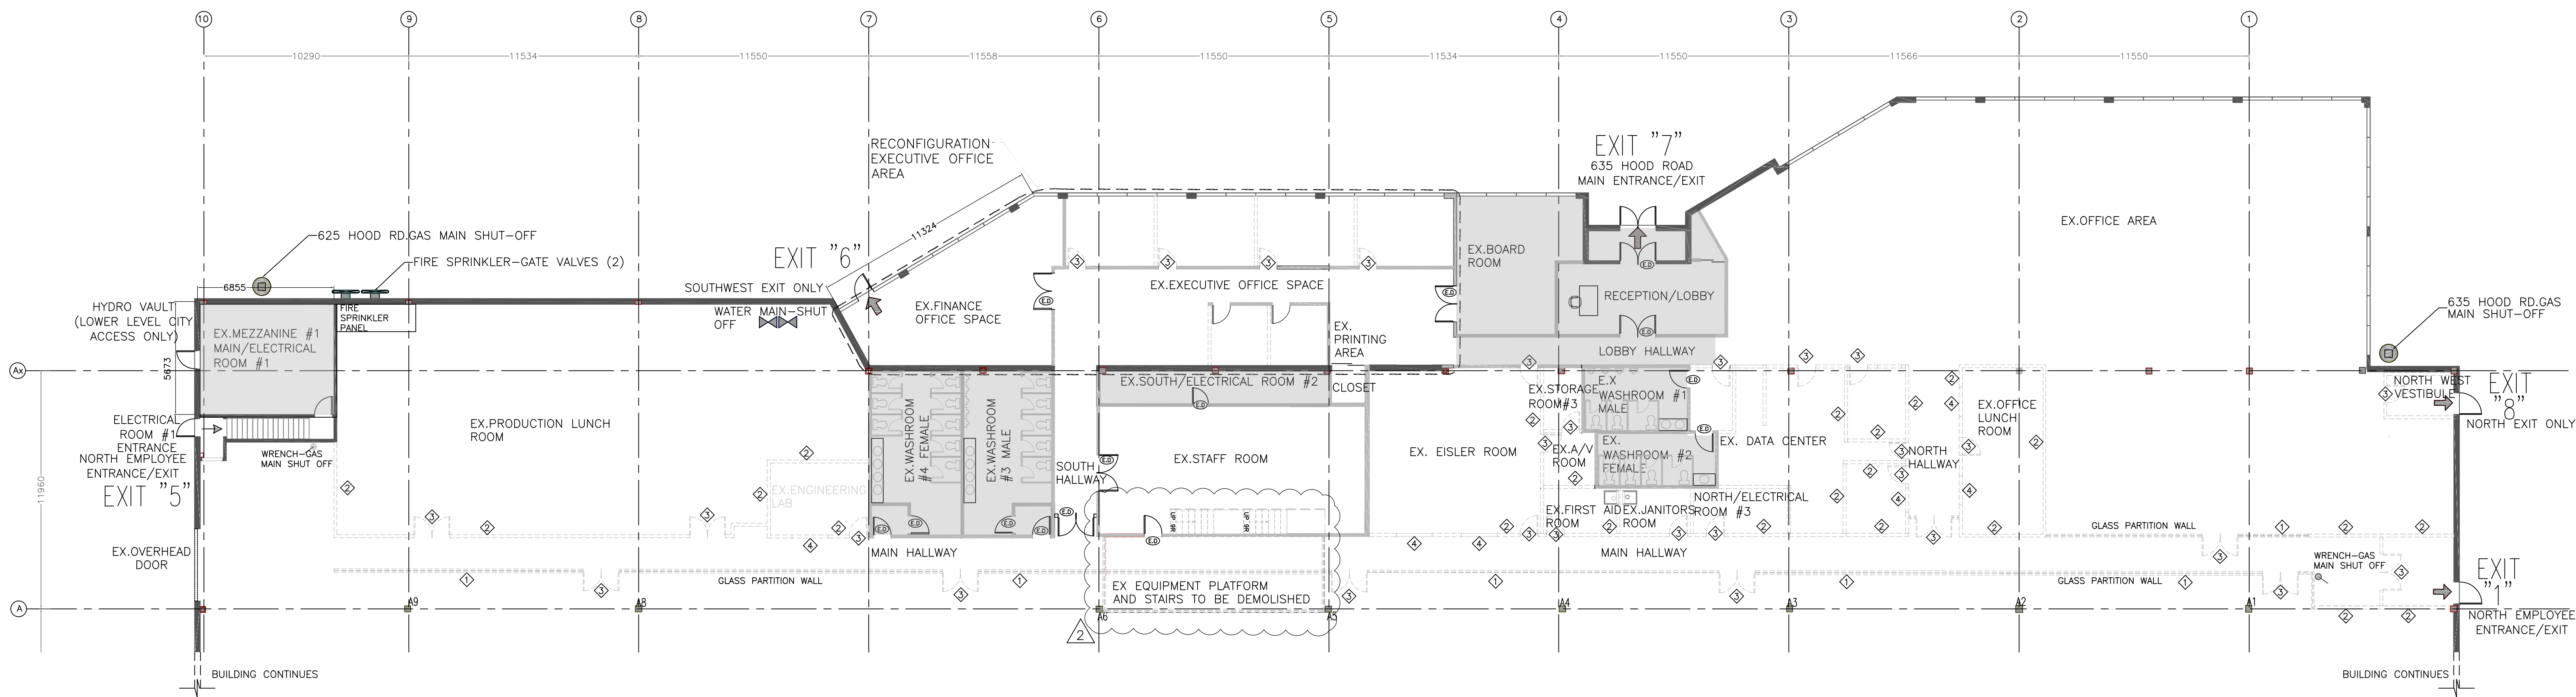 10
9
8
7
6
5
4
3
2
1
10290
11534
11550
11558
11550
11534
11550
11566
11550
RECONFIGURATION
EXECUTIVE OFFICE
AREA
11324
EXIT "7"
635 HOOD ROAD
MAIN ENTRANCE/EXIT
EX.OFFICE AREA
625 HOOD RD.GAS MAIN SHUT-OFF
FIRE SPRINKLER-GATE VALVES (2)
EXIT "6"
SOUTHWEST EXIT ONLY
WATER MAIN-SHUT
OFF
6855
5673
HYDRO VAULT
(LOWER LEVEL CITY
ACCESS ONLY)
EX.MEZZANINE #1
MAIN/ELECTRICAL
ROOM #1
FIRE
SPRINKLER
PANEL
EX.FINANCE
OFFICE SPACE
EX.EXECUTIVE OFFICE SPACE
EX.
PRINTING
AREA
EX.BOARD
ROOM
RECEPTION/LOBBY
LOBBY HALLWAY
635 HOOD RD.GAS
MAIN SHUT-OFF
Ax
ELECTRICAL
ROOM #1
ENTRANCE
NORTH EMPLOYEE
ENTRANCE/EXIT
EXIT "5"
WRENCH-GAS
MAIN SHUT OFF
EX.PRODUCTION LUNCH
ROOM
EX.ENGINEERING
LAB
EX.WASHROOM
#4 FEMALE
EX.WASHROOM
#3 MALE
SOUTH
HALLWAY
EX.SOUTH/ELECTRICAL ROOM #2
CLOSET
EX.STAFF ROOM
EX. EISLER ROOM
EX.STORAGE
ROOM#3
EX.A/V
ROOM
EX.X
WASHROOM #1
MALE
EX.
WASHROOM #2
FEMALE
EX. DATA CENTER
EX.FIRST AID
ROOM
EX.JANITORS
ROOM
NORTH/ELECTRICAL
ROOM #3
NORTH
HALLWAY
EX.OFFICE
LUNCH
ROOM
NORTH WEST
VESTIBULE
EXIT
"8"
NORTH EXIT ONLY
11960
EX.OVERHEAD
DOOR
MAIN HALLWAY
MAIN HALLWAY
GLASS PARTITION WALL
GLASS PARTITION WALL
GLASS PARTITION WALL
UP 9R
UP 9R
EX EQUIPMENT PLATFORM
AND STAIRS TO BE DEMOLISHED
2
WRENCH-GAS
MAIN SHUT OFF
EXIT
"1"
NORTH EMPLOYEE
ENTRANCE/EXIT
A
A9
A8
A6
A5
A4
A3
A2
A1
BUILDING CONTINUES
BUILDING CONTINUES